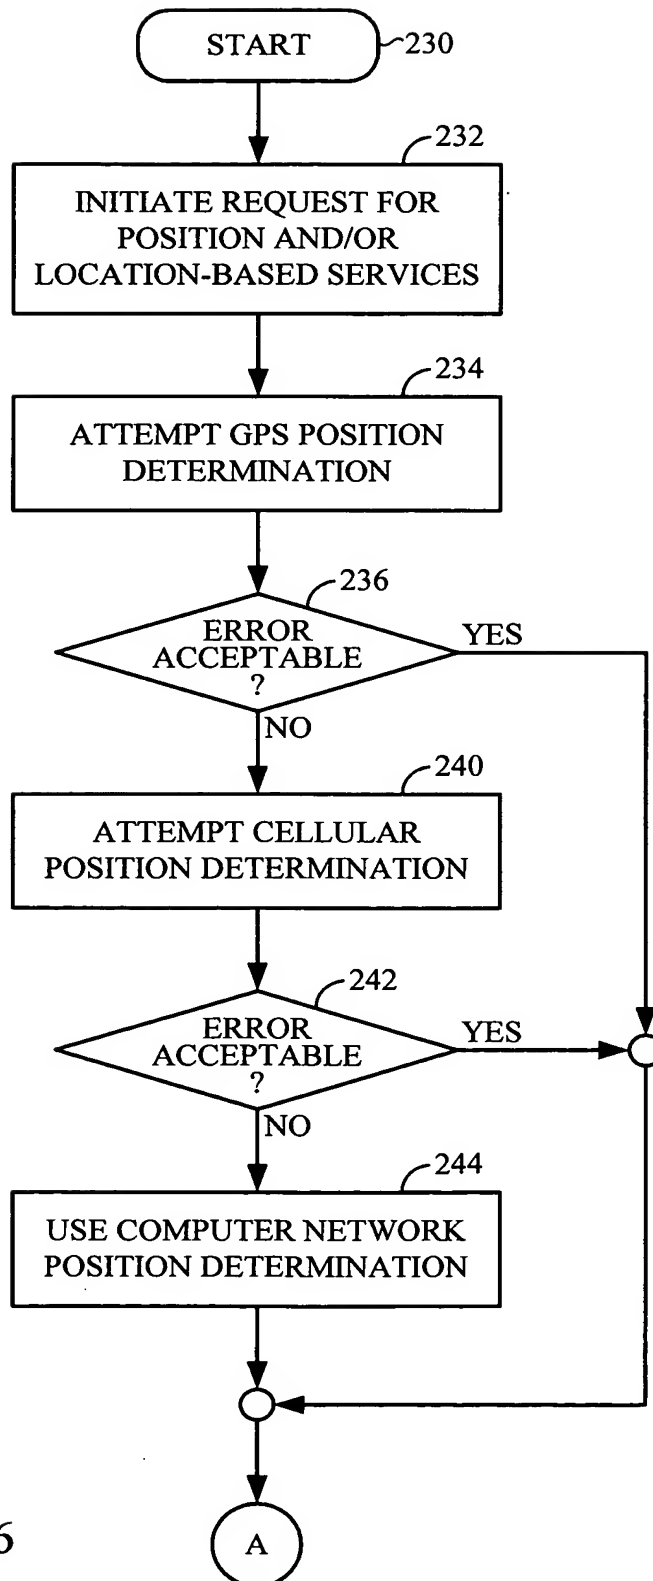 START
230
232
INITIATE REQUEST FOR
POSITION AND/OR
LOCATION-BASED SERVICES
234
ATTEMPT GPS POSITION
DETERMINATION
236
ERROR
ACCEPTABLE
?
YES
NO
240
ATTEMPT CELLULAR
POSITION DETERMINATION
242
ERROR
ACCEPTABLE
?
YES
NO
244
USE COMPUTER NETWORK
POSITION DETERMINATION
6
A